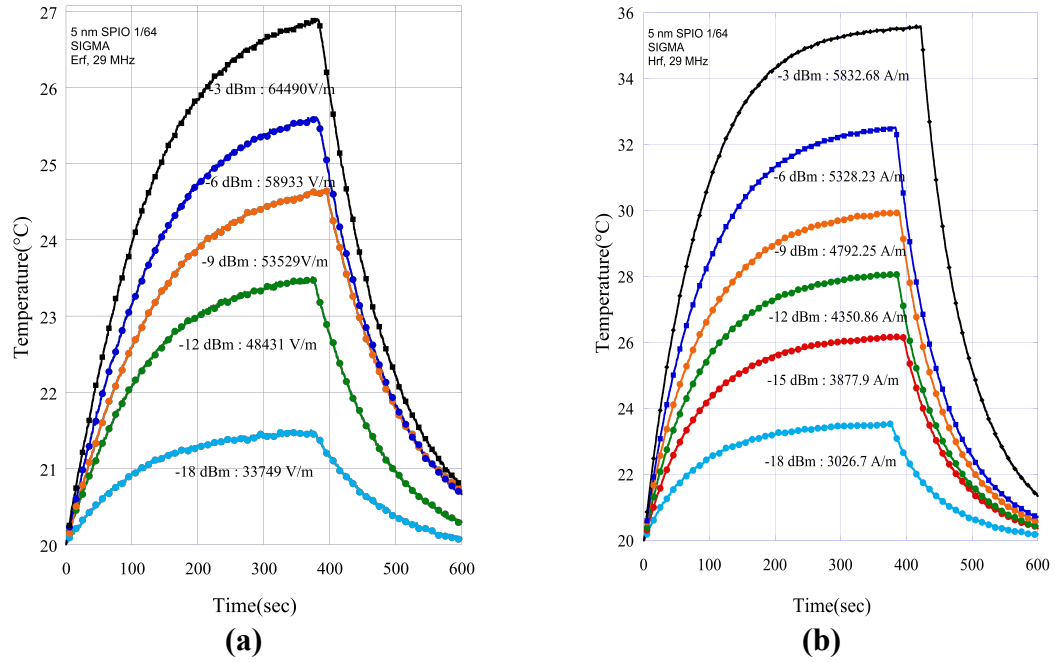 5 nm SPIO 1/64
SIGMA
Erf, 29 MHz
-3 dBm : 64490V/m
-6 dBm : 58933 V/m
-9 dBm : 53529V/m
-12 dBm : 48431 V/m
-18 dBm : 33749 V/m
Temperature(°C)
27
26
25
24
23
22
21
20
0 100 200 300 400 500 600
Time(sec)
(a)
5 nm SPIO 1/64
SIGMA
Hrf, 29 MHz
-3 dBm : 5832.68 A/m
-6 dBm : 5328.23 A/m
-9 dBm : 4792.25 A/m
-12 dBm : 4350.86 A/m
-15 dBm : 3877.9 A/m
-18 dBm : 3026.7 A/m
Temperature(°C)
36
34
32
30
28
26
24
22
20
0 100 200 300 400 500 600
Time(sec)
(b)